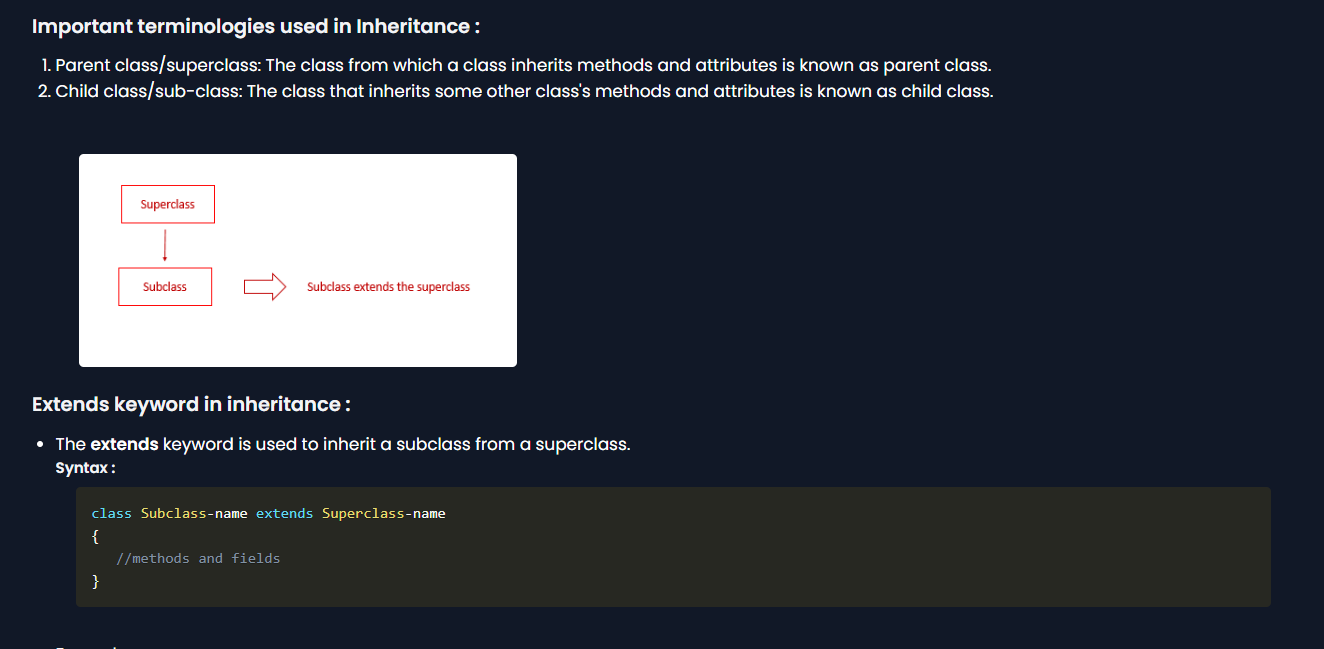 Important terminologies used in Inheritance :
1. Parent class/superclass: The class from which a class inherits methods and attributes is known as parent class.
2. Child class/sub-class: The class that inherits some other class's methods and attributes is known as child class.
Superclass
Subclass
Subclass extends the superclass
Extends keyword in inheritance :
• The extends keyword is used to inherit a subclass from a superclass.
Syntax :
class Subclass-name extends Superclass-name
{
//methods and fields
}